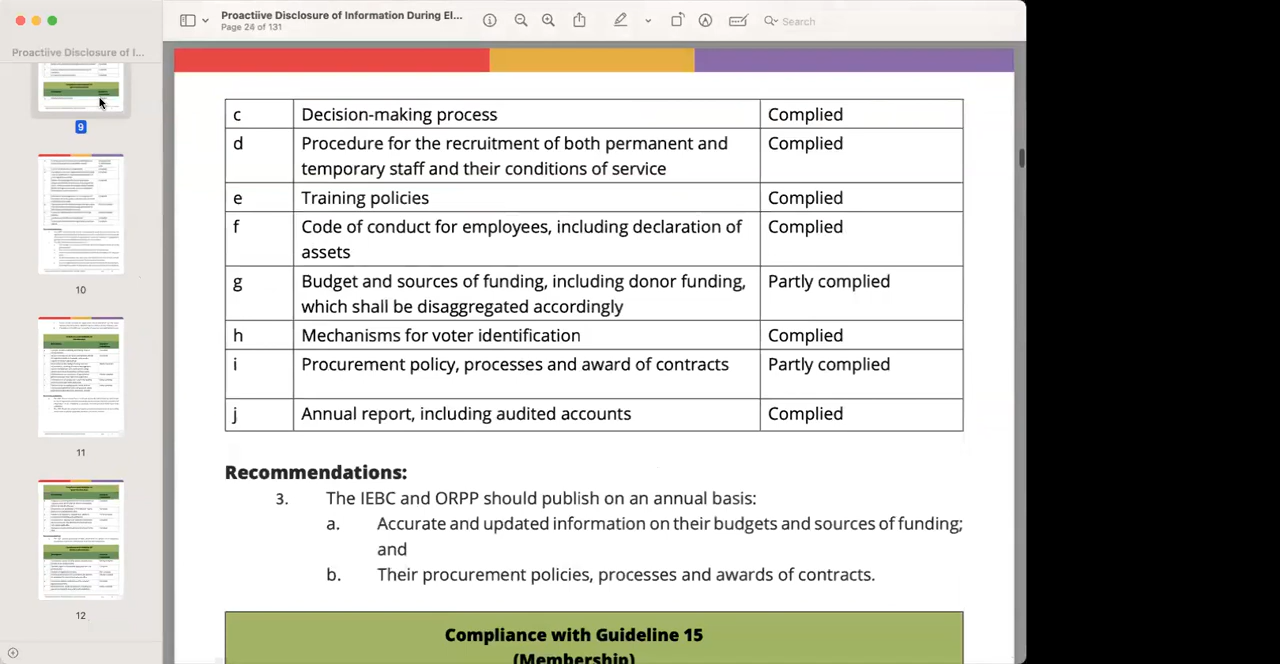 Proactiive Disclosure of Information During El...
Page 24 of 131
Search
Proactiive Disclosure of I...
9
10
11
12
c Decision-making process Complied
d Procedure for the recruitment of both permanent and Complied
temporary staff and their conditions of service
e Training policies Complied
f Code of conduct for employees, including declaration of Complied
assets
g Budget and sources of funding, including donor funding, Partly complied
which shall be disaggregated accordingly
h Mechanisms for voter information Complied
i Procurement policy, processes and award of contracts Partly complied
j Annual report, including audited accounts Complied
Recommendations:
3. The IEBC and ORPP to publish on an annual basis:
Accurate and information on their budget sources of funding;
and
Their procurement policies, processes and award of contracts.
Compliance with Guideline 15
(Membership)